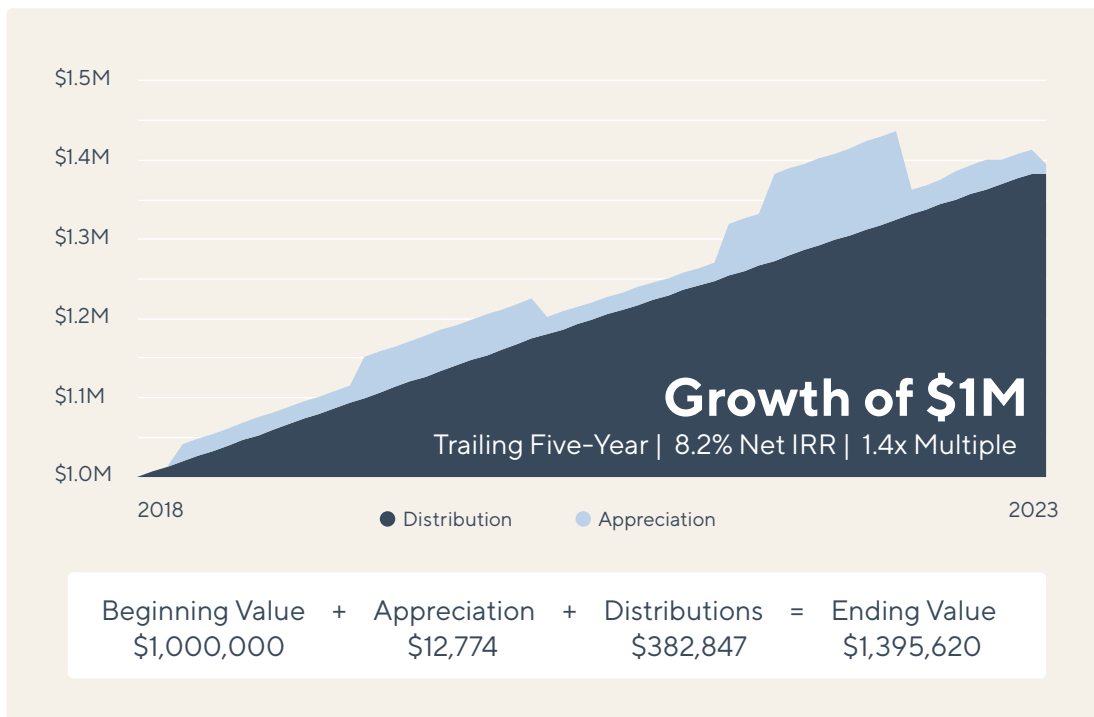 $1.5M
$1.4M
$1.3M
$1.2M
$1.1M
$1.0M
Growth of $1M
Trailing Five-Year | 8.2% Net IRR | 1.4x Multiple
2018 2023
Distribution Appreciation
Beginning Value + Appreciation + Distributions = Ending Value
$1,000,000 $12,774 $382,847 $1,395,620